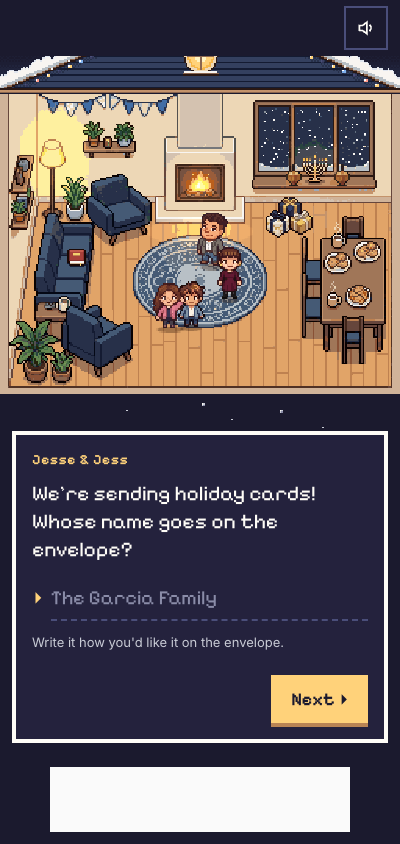 Jesse & Jess
We're sending holiday cards!
Whose name goes on the
envelope?
The Garcia Family
Write it how you'd like it on the envelope.
Next